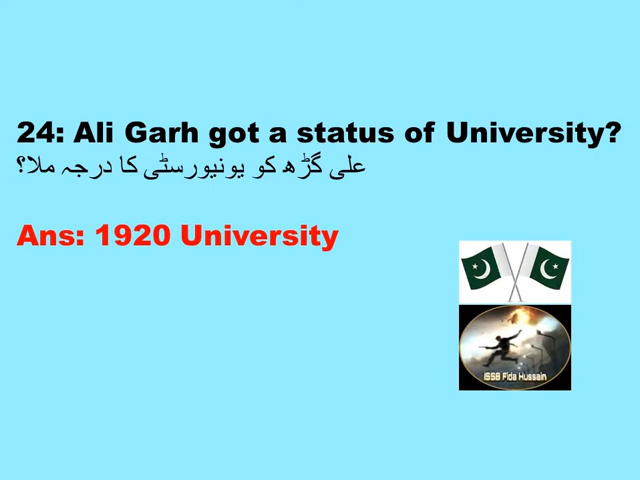 24: Ali Garh got a status of University?
علی گڑھ کو یونیورسٹی کا درجہ ملا؟
Ans: 1920 University
ISSB Fida Hussain